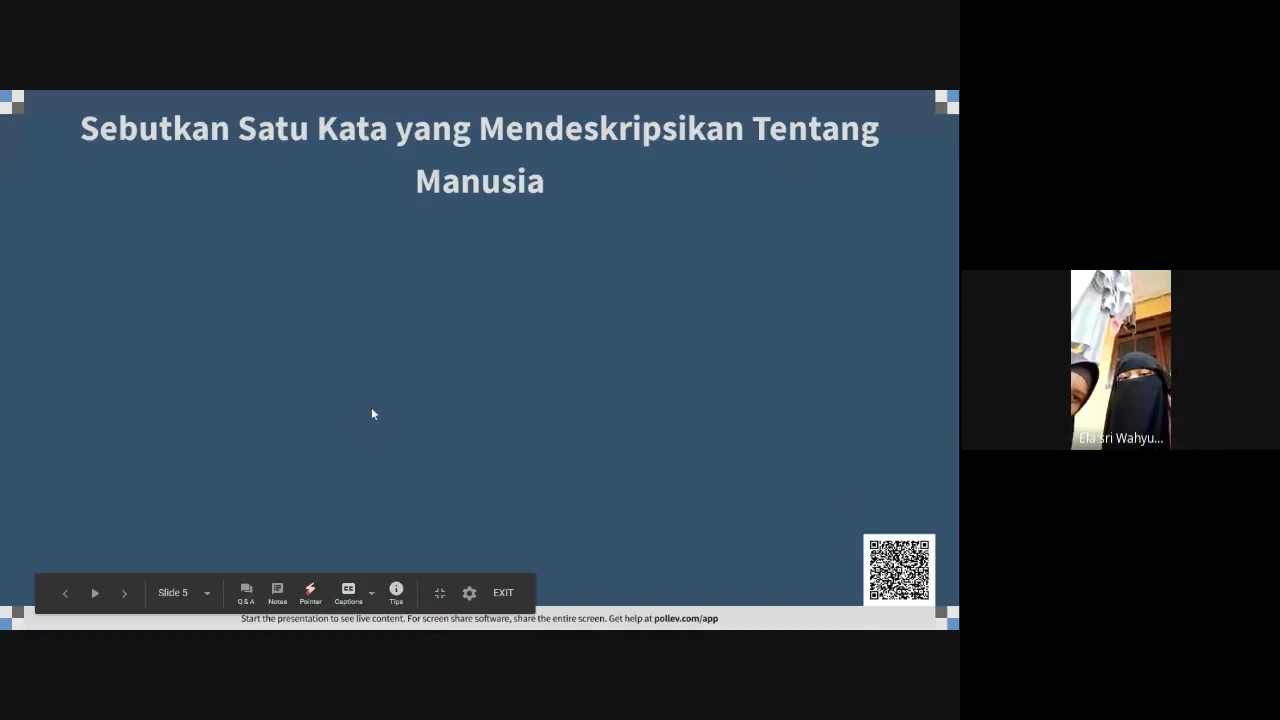 Sebutkan Satu Kata yang Mendeskripsikan Tentang
Manusia
Ela sri Wahyu...
Slide 5
Q & A
Notes
Pointer
Captions
Tips
EXIT
Start the presentation to see live content. For screen share software, share the entire screen. Get help at pollev.com/app